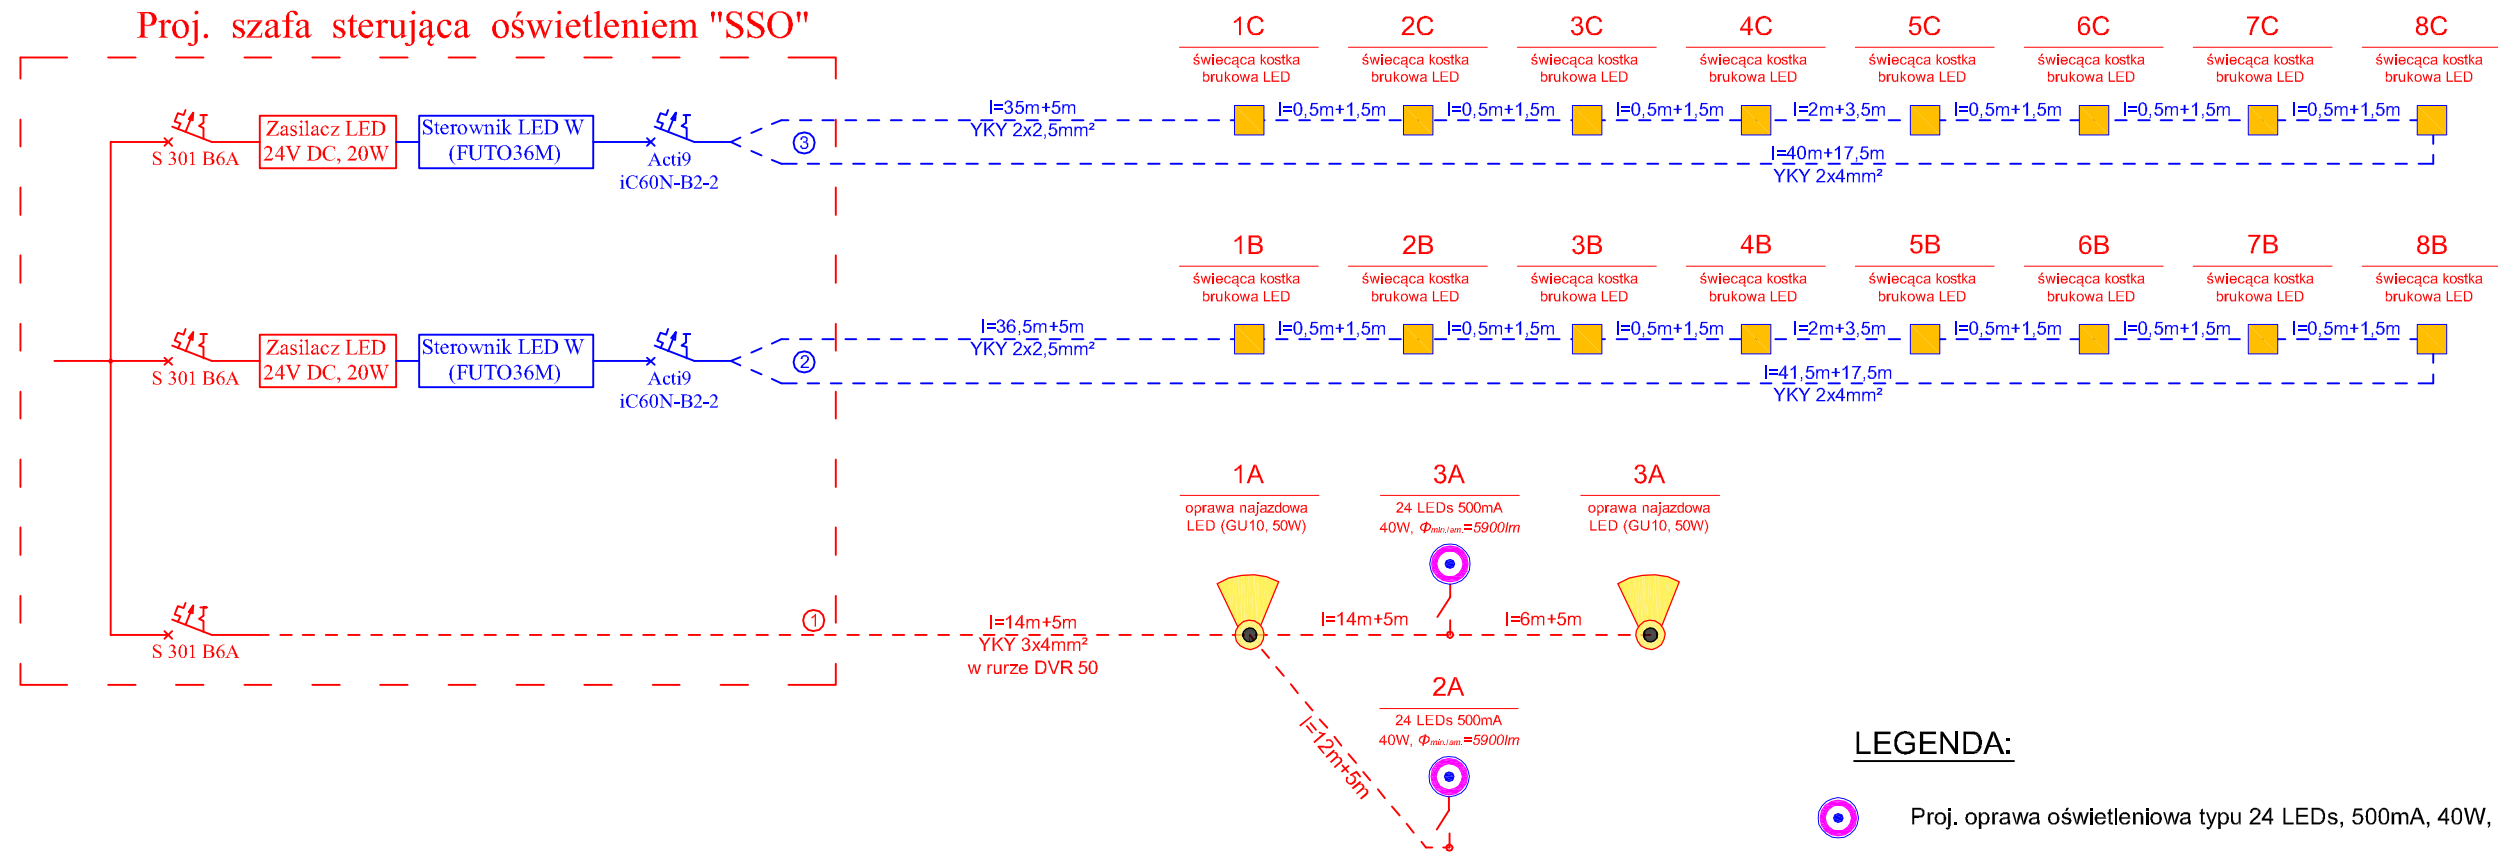 Proj. szafa sterująca oświetleniem "SSO"
1C 2C 3C 4C 5C 6C 7C 8C
świecąca kostka świecąca kostka świecąca kostka świecąca kostka świecąca kostka świecąca kostka świecąca kostka świecąca kostka
brukowa LED brukowa LED brukowa LED brukowa LED brukowa LED brukowa LED brukowa LED brukowa LED
l=35m+5m l=0,5m+1,5m l=0,5m+1,5m l=0,5m+1,5m l=2m+3,5m l=0,5m+1,5m l=0,5m+1,5m l=0,5m+1,5m
YKY 2x2,5mm²
Zasilacz LED
24V DC, 20W
Sterownik LED W
(FUTO36M)
3
S 301 B6A
Acti9
iC60N-B2-2
l=40m+17,5m
YKY 2x4mm²
1B 2B 3B 4B 5B 6B 7B 8B
świecąca kostka świecąca kostka świecąca kostka świecąca kostka świecąca kostka świecąca kostka świecąca kostka świecąca kostka
brukowa LED brukowa LED brukowa LED brukowa LED brukowa LED brukowa LED brukowa LED brukowa LED
l=36,5m+5m l=0,5m+1,5m l=0,5m+1,5m l=0,5m+1,5m l=2m+3,5m l=0,5m+1,5m l=0,5m+1,5m l=0,5m+1,5m
YKY 2x2,5mm²
Zasilacz LED
24V DC, 20W
Sterownik LED W
(FUTO36M)
2
S 301 B6A
Acti9
iC60N-B2-2
l=41,5m+17,5m
YKY 2x4mm²
1A
oprawa najazdowa
LED (GU10, 50W)
3A
24 LEDs 500mA
40W, Φmin.lam.=5900lm
3A
oprawa najazdowa
LED (GU10, 50W)
1
S 301 B6A
l=14m+5m
YKY 3x4mm²
w rurze DVR 50
l=14m+5m
l=6m+5m
l=12m+5m
2A
24 LEDs 500mA
40W, Φmin.lam.=5900lm
LEGENDA:
Proj. oprawa oświetleniowa typu 24 LEDs, 500mA, 40W,